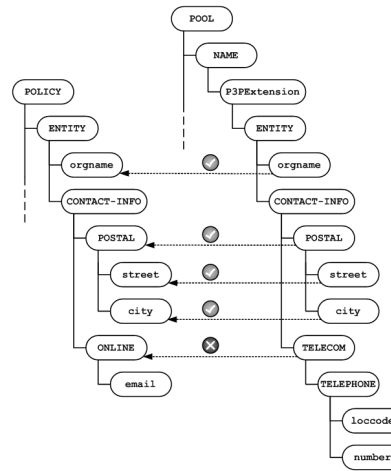 POOL
NAME
POLICY P3PExtension
ENTITY ENTITY
orgname orgname
CONTACT-INFO CONTACT-INFO
POSTAL POSTAL
street street
city city
ONLINE TELECOM
email TELEPHONE
loccode
number